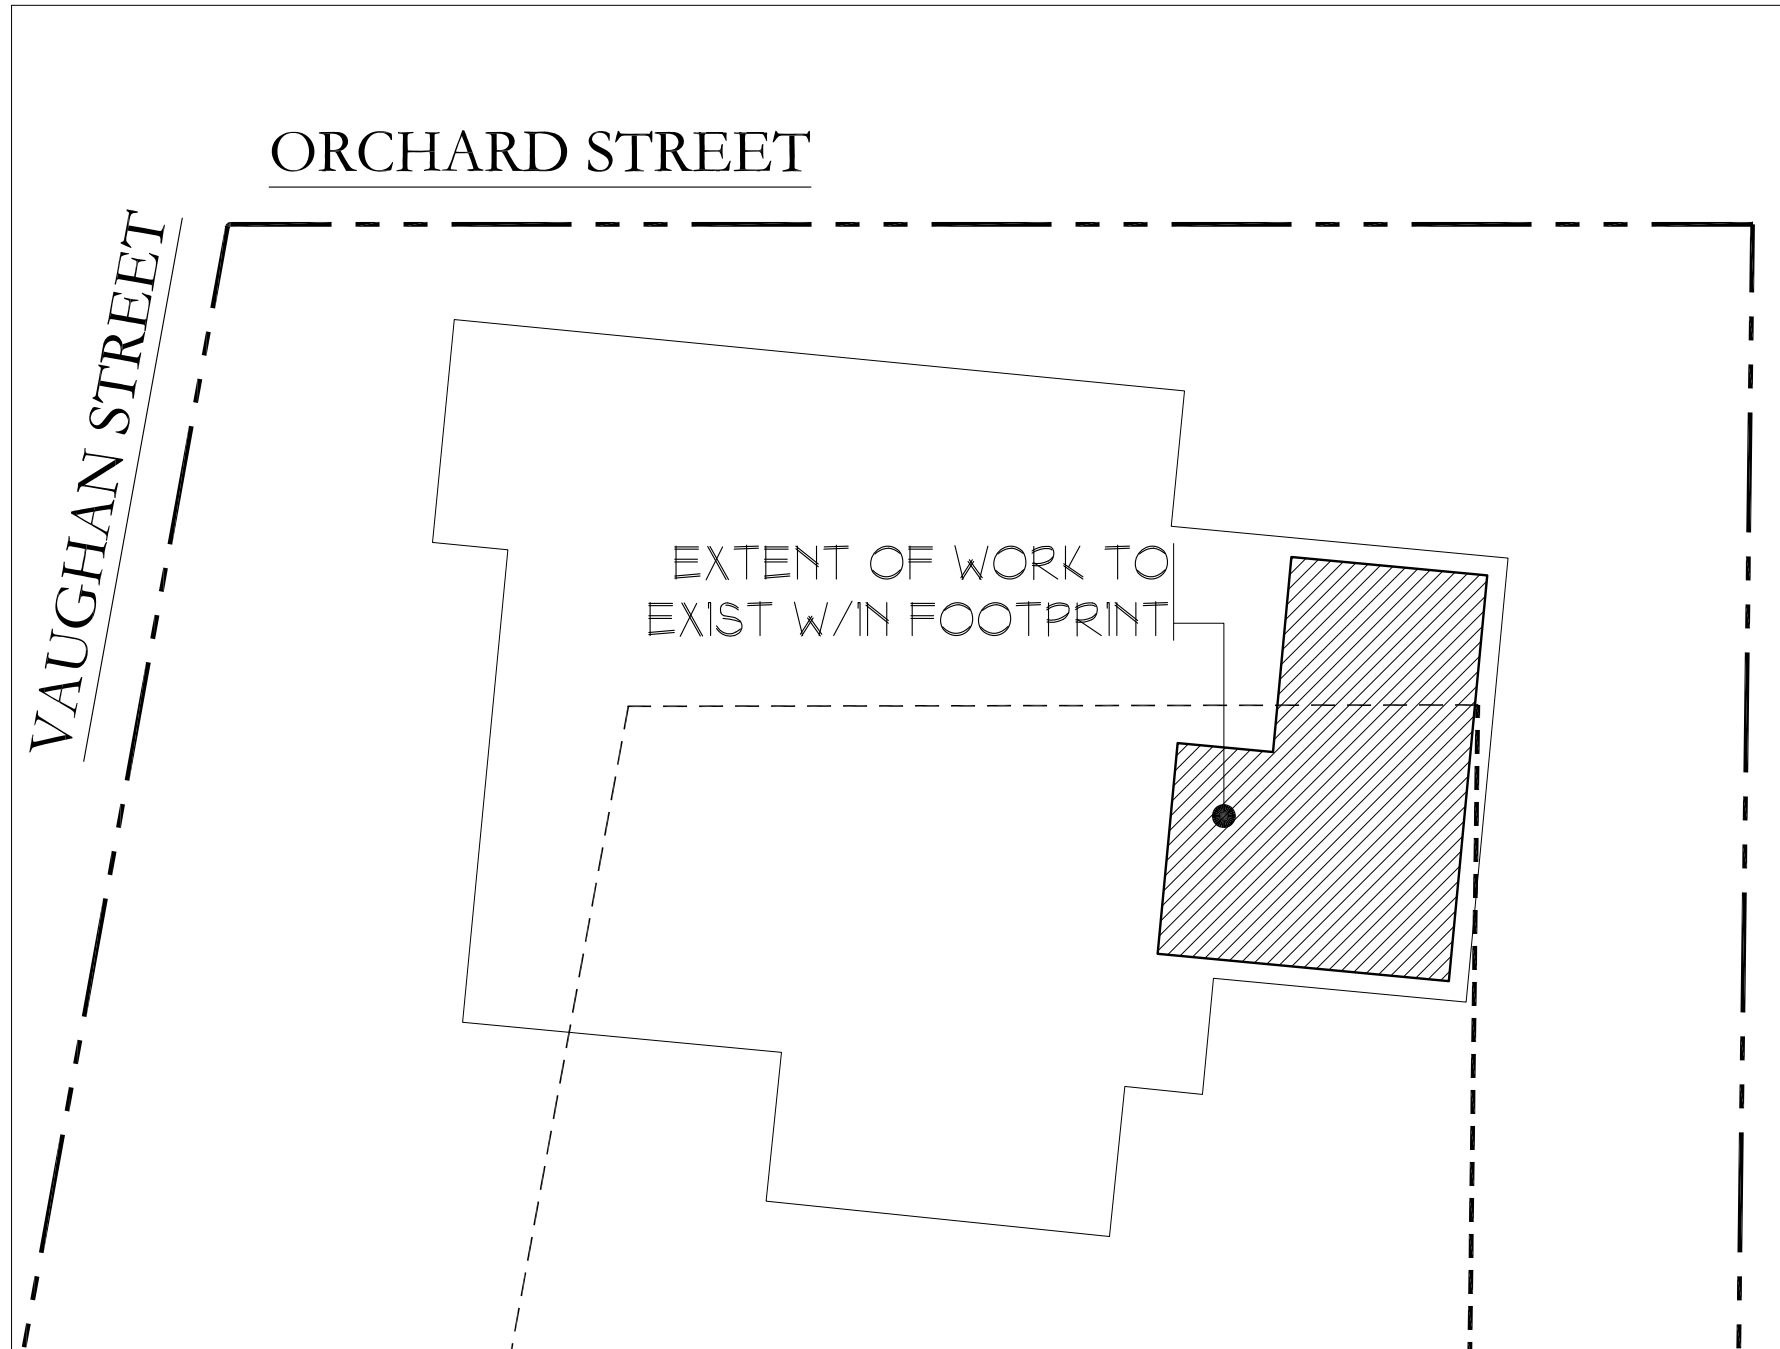 ORCHARD STREET
VAUGHAN STREET
EXTENT OF WORK TO
EXIST W/IN FOOTPRINT